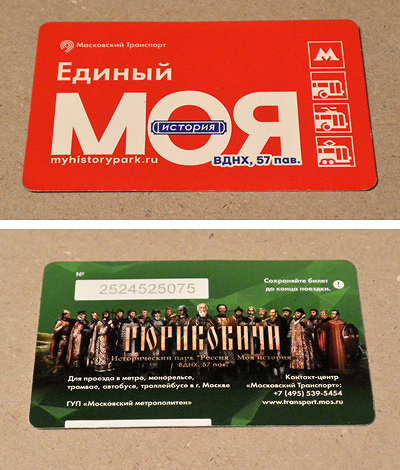 Московский Транспорт
Единый
МОЯ
история
myhistorypark.ru
ВДНХ, 57 пав.
М
№
2524525075
Сохраняйте билет
до конца поездки.
!
РЮРИКОВИЧИ
Исторический парк "Россия - Моя история"
ВДНХ, 57 пав.
Для проезда в метро, монорельсе,
трамвае, автобусе, троллейбусе в г. Москве
ГУП «Московский метрополитен»
Контакт-центр
«Московский Транспорт»:
+7 (495) 539-5454
www.transport.mos.ru